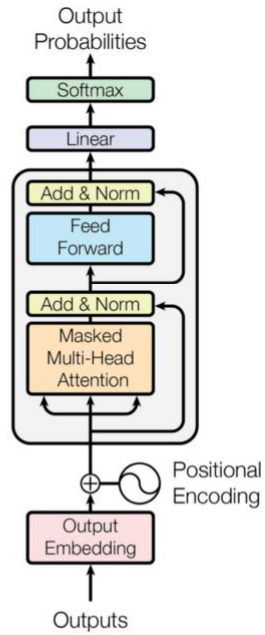 Output
Probabilities
Softmax
Linear
Add & Norm
Feed
Forward
Add & Norm
Masked
Multi-Head
Attention
Positional
Encoding
Output
Embedding
Outputs